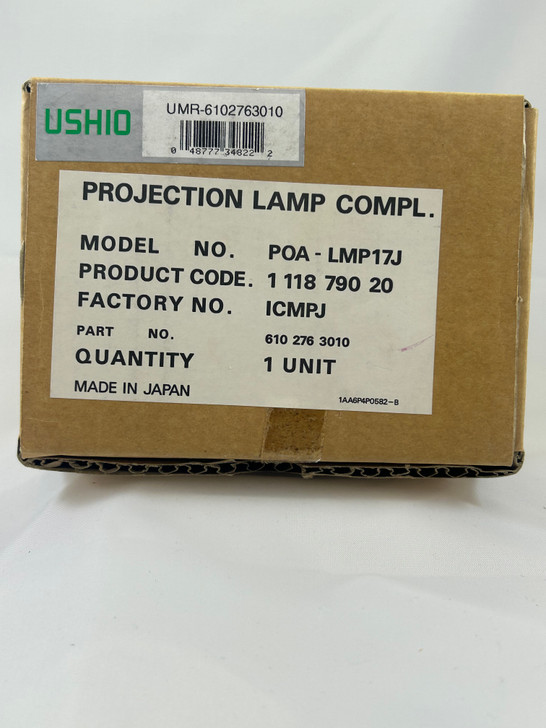 USHIO
UMR-6102763010
0 48777 34822 2
PROJECTION LAMP COMPL.
MODEL NO. POA - LMP17J
PRODUCT CODE. 1 118 790 20
FACTORY NO. ICMPJ
PART NO. 610 276 3010
QUANTITY 1 UNIT
MADE IN JAPAN 1AA6P4P0582-B